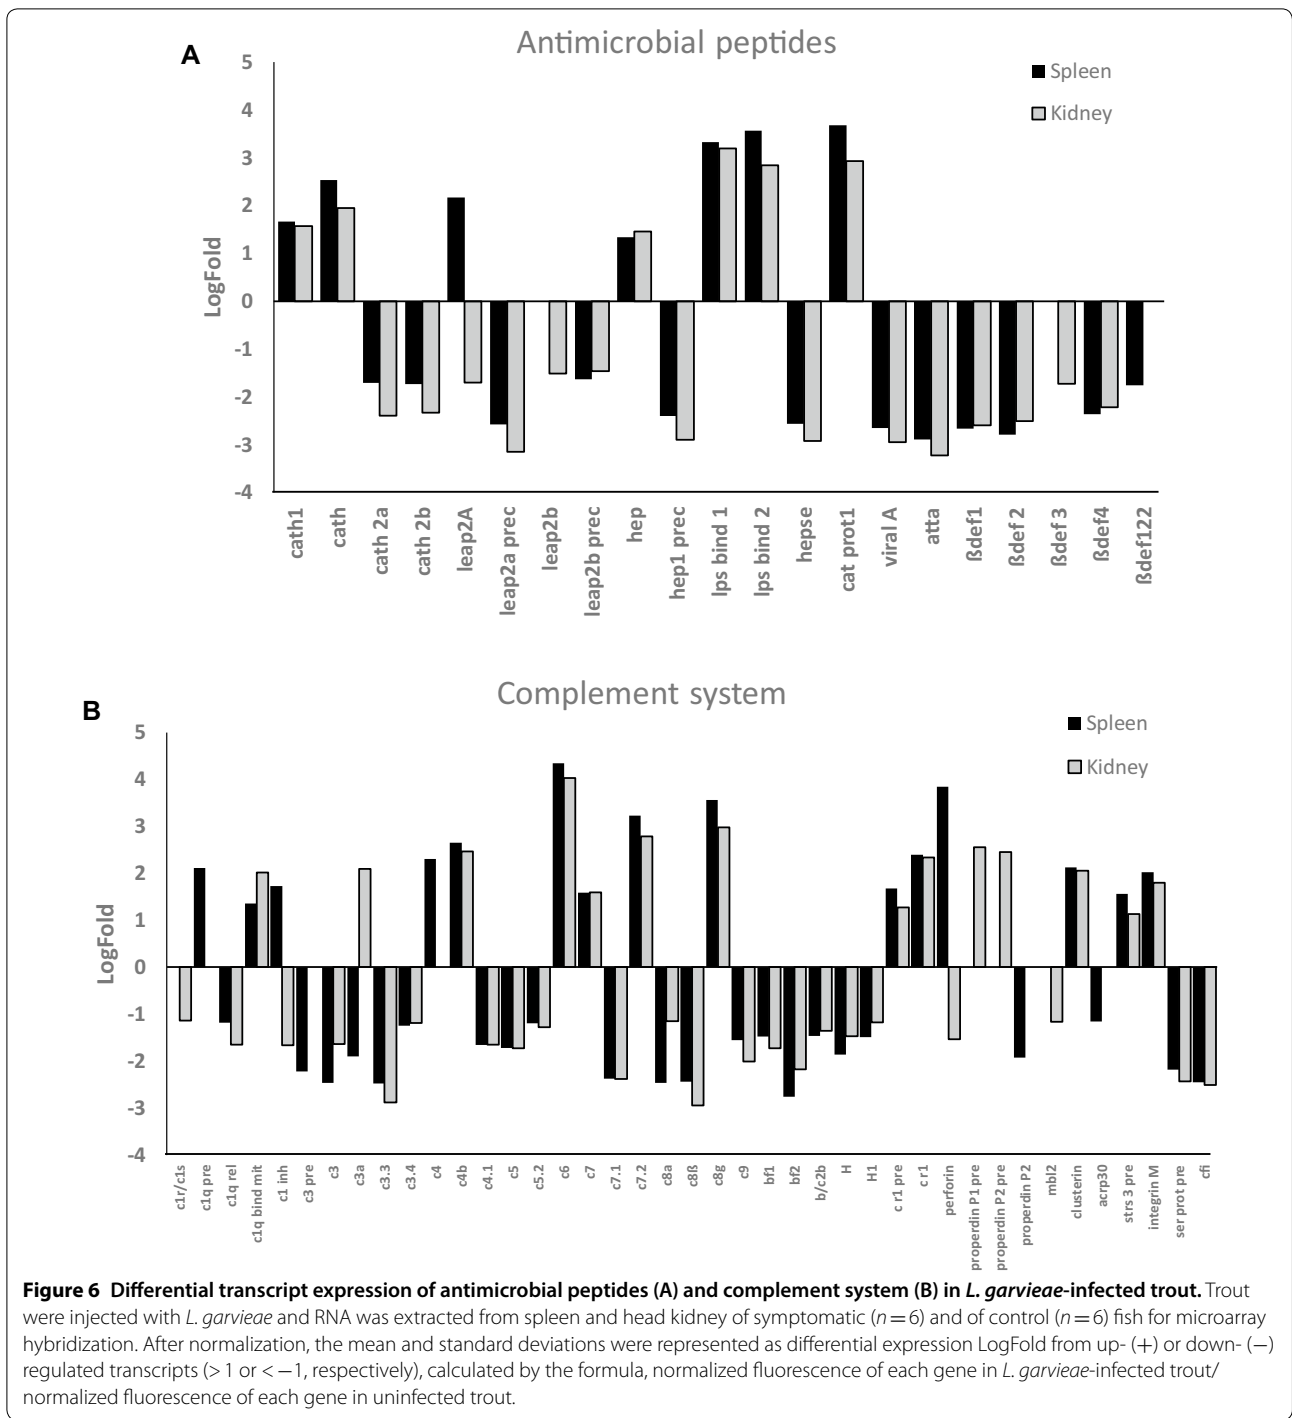 A
Antimicrobial peptides
Spleen
Kidney
LogFold
5
4
3
2
1
0
-1
-2
-3
-4
cath1
cath
cath 2a
cath 2b
leap2A
leap2a prec
leap2b
leap2b prec
hep
hep1 prec
lps bind 1
lps bind 2
hepse
cat prot1
viral A
atta
ßdef1
ßdef 2
ßdef 3
ßdef4
ßdef122
B
Complement system
Spleen
Kidney
LogFold
5
4
3
2
1
0
-1
-2
-3
-4
c1r/c1s
c1q pre
c1q rel
c1q bind mit
c1 inh
c3 pre
c3
c3a
c3.3
c3.4
c4
c4b
c4.1
c5
c5.2
c6
c7
c7.1
c7.2
c8a
c8ß
c8g
c9
bf1
bf2
b/c2b
H
H1
c r1 pre
c r1
perforin
properdin P1 pre
properdin P2 pre
properdin P2
mbl2
clusterin
acrp30
strs 3 pre
integrin M
ser prot pre
cfi
Figure 6 Differential transcript expression of antimicrobial peptides (A) and complement system (B) in L. garvieae-infected trout. Trout
were injected with L. garvieae and RNA was extracted from spleen and head kidney of symptomatic (n = 6) and of control (n = 6) fish for microarray
hybridization. After normalization, the mean and standard deviations were represented as differential expression LogFold from up- (+) or down- (−)
regulated transcripts (> 1 or < −1, respectively), calculated by the formula, normalized fluorescence of each gene in L. garvieae-infected trout/
normalized fluorescence of each gene in uninfected trout.